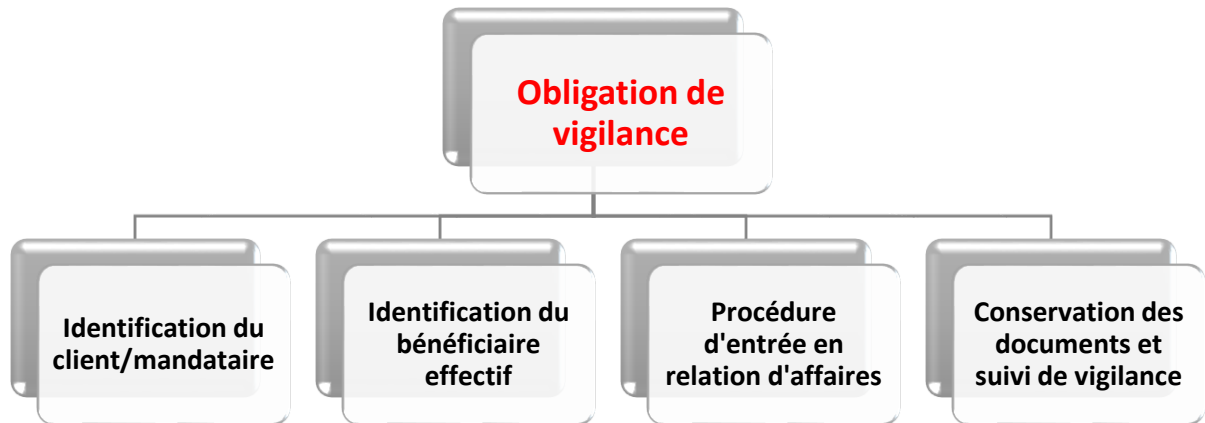 Obligation de
vigilance
Identification du
client/mandataire
Identification du
bénéficiaire
effectif
Procédure
d'entrée en
relation d'affaires
Conservation des
documents et
suivi de vigilance